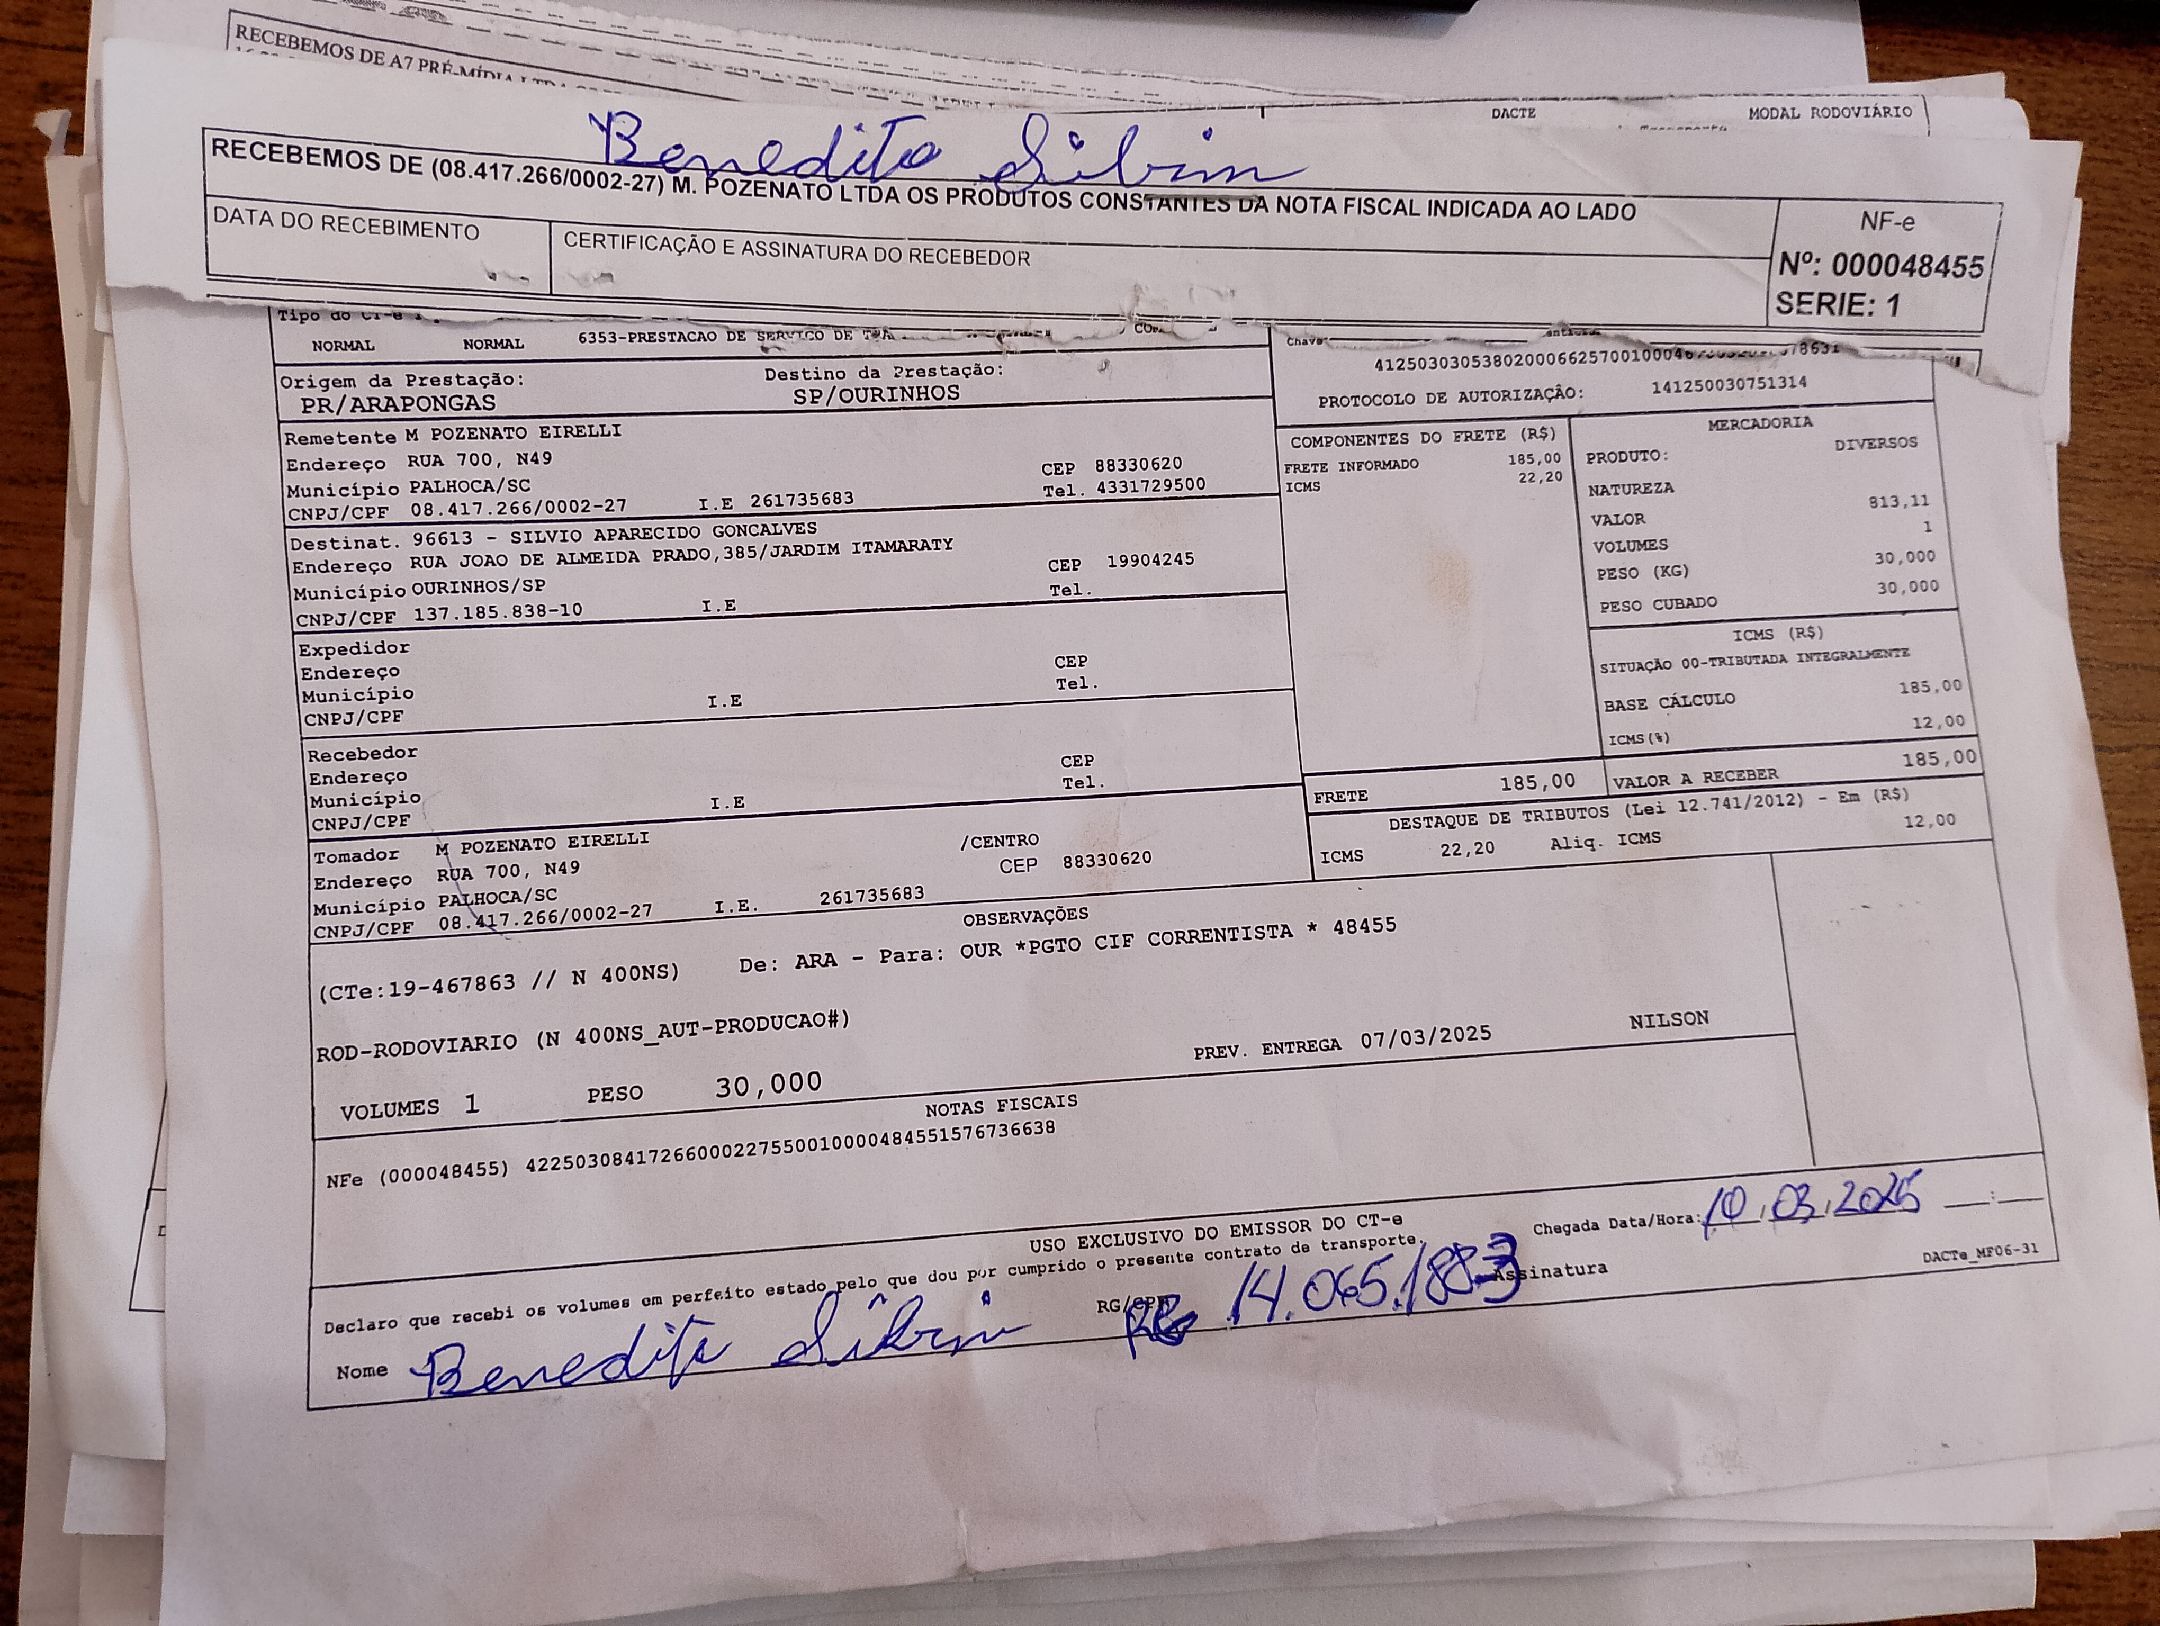 RECEBEMOS DE A7 PRÉ-MÍDIA LTDA
DACTE MODAL RODOVIÁRIO
Benedito Silvin
RECEBEMOS DE (08.417.266/0002-27) M. POZENATO LTDA OS PRODUTOS CONSTANTES DA NOTA FISCAL INDICADA AO LADO
DATA DO RECEBIMENTO
CERTIFICAÇÃO E ASSINATURA DO RECEBEDOR
NF-e
Nº: 000048455
SERIE: 1
Tipo do CT-e
NORMAL NORMAL 6353-PRESTACAO DE SERVICO DE
Chave
PROTOCOLO DE AUTORIZAÇÃO: 141250030751314
Origem da Prestação: Destino da Prestação:
PR/ARAPONGAS SP/OURINHOS
Remetente M POZENATO EIRELLI
Endereço RUA 700, N49 CEP 88330620
Município PALHOCA/SC Tel. 4331729500
CNPJ/CPF 08.417.266/0002-27 I.E 261735683
Destinat. 96613 - SILVIO APARECIDO GONCALVES
Endereço RUA JOAO DE ALMEIDA PRADO,385/JARDIM ITAMARATY CEP 19904245
Município OURINHOS/SP Tel.
CNPJ/CPF 137.185.838-10 I.E
Expedidor
Endereço CEP
Município Tel.
CNPJ/CPF I.E
Recebedor
Endereço CEP
Município Tel.
CNPJ/CPF I.E
Tomador M POZENATO EIRELLI /CENTRO
Endereço RUA 700, N49 CEP 88330620
Município PALHOCA/SC
CNPJ/CPF 08.417.266/0002-27 I.E. 261735683
COMPONENTES DO FRETE (R$)
FRETE INFORMADO 185,00
ICMS 22,20
MERCADORIA
PRODUTO: DIVERSOS
NATUREZA
VALOR 813,11
VOLUMES 1
PESO (KG) 30,000
PESO CUBADO 30,000
ICMS (R$)
SITUAÇÃO 00-TRIBUTADA INTEGRALMENTE
BASE CÁLCULO 185,00
ICMS(%) 12,00
FRETE 185,00 VALOR A RECEBER 185,00
DESTAQUE DE TRIBUTOS (Lei 12.741/2012) - Em (R$)
ICMS 22,20 Aliq. ICMS 12,00
OBSERVAÇÕES
(CTe:19-467863 // N 400NS) De: ARA - Para: OUR *PGTO CIF CORRENTISTA * 48455
ROD-RODOVIARIO (N 400NS_AUT-PRODUCAO#)
PREV. ENTREGA 07/03/2025 NILSON
VOLUMES 1 PESO 30,000
NOTAS FISCAIS
NFe (000048455) 42250308417266000227550010000484551576736638
USO EXCLUSIVO DO EMISSOR DO CT-e
Declaro que recebi os volumes em perfeito estado pelo que dou por cumprido o presente contrato de transporte.
Chegada Data/Hora: 10.03.2025 __:__
Nome Benedito Silvin RG/CPF RG 14.065.1883 Assinatura
DACTe_MF06-31